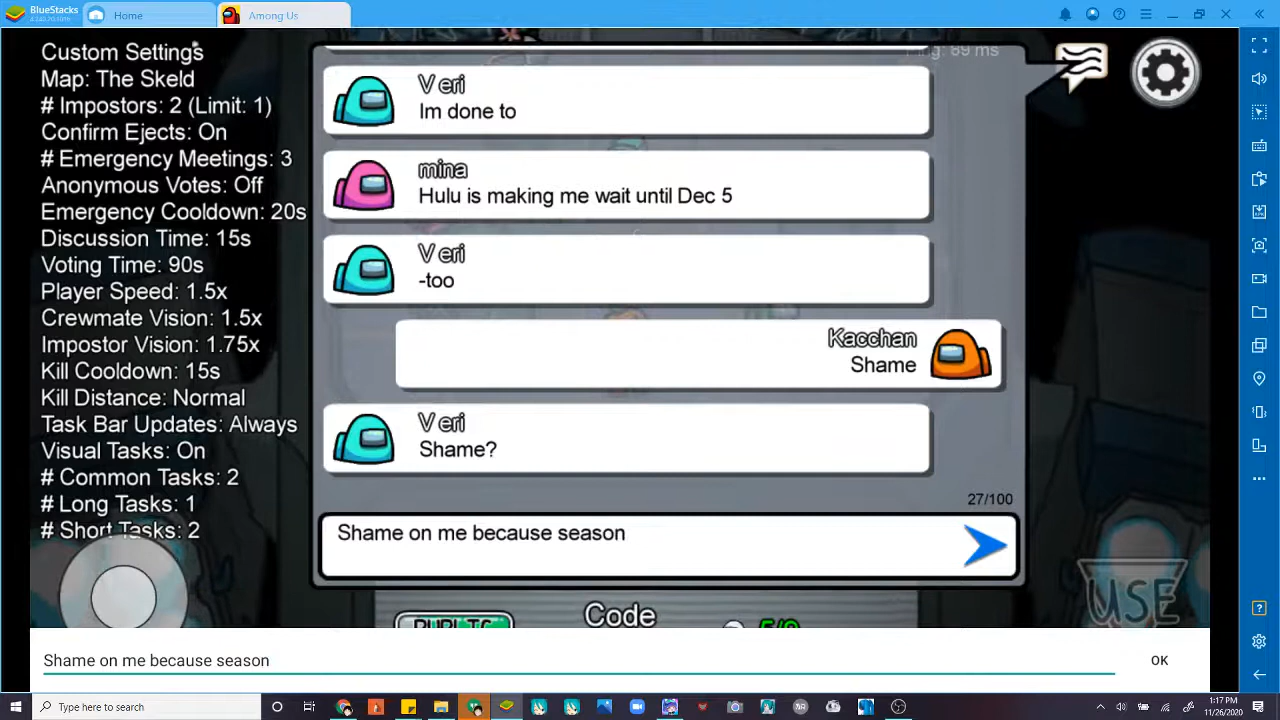 BlueStacks
Home
Among Us
Custom Settings
Map: The Skeld
# Impostors: 2 (Limit: 1)
Confirm Ejects: On
# Emergency Meetings: 3
Anonymous Votes: Off
Emergency Cooldown: 20s
Discussion Time: 15s
Voting Time: 90s
Player Speed: 1.5x
Crewmate Vision: 1.5x
Impostor Vision: 1.75x
Kill Cooldown: 15s
Kill Distance: Normal
Task Bar Updates: Always
Visual Tasks: On
# Common Tasks: 2
# Long Tasks: 1
# Short Tasks: 2
Ping: 89 ms
V eri
Im done to
mina
Hulu is making me wait until Dec 5
V eri
-too
Kacchan
Shame
V eri
Shame?
27/100
Shame on me because season
USE
PUBLIC
Code
Shame on me because season
OK
Type here to search
1:17 PM
11/26/2020